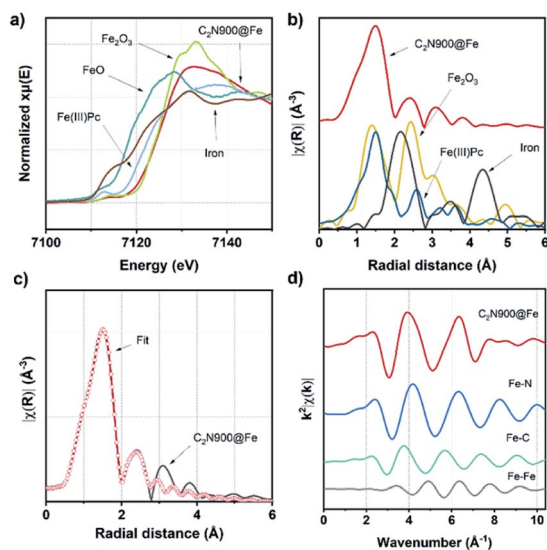 a)
Normalized xμ(E)
Fe₂O₃
C₂N900@Fe
FeO
Fe(III)Pc
Iron
7100
7120
7140
Energy (eV)
b)
|χ(R)| (Å⁻³)
C₂N900@Fe
Fe₂O₃
Fe(III)Pc
Iron
0 1 2 3 4 5 6
Radial distance (Å)
c)
|χ(R)| (Å⁻³)
Fit
C₂N900@Fe
0 2 4 6
Radial distance (Å)
d)
k²|χ(k)|
C₂N900@Fe
Fe-N
Fe-C
Fe-Fe
0 2 4 6 8 10
Wavenumber (Å⁻¹)